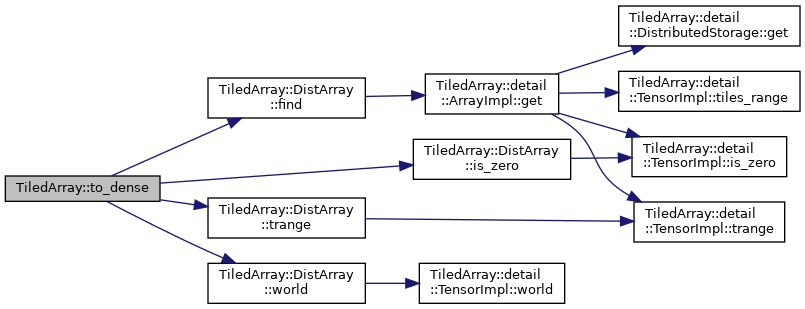 TiledArray::to_dense
TiledArray::DistArray
::find
TiledArray::detail
::ArrayImpl::get
TiledArray::detail
::DistributedStorage::get
TiledArray::detail
::TensorImpl::tiles_range
TiledArray::detail
::TensorImpl::is_zero
TiledArray::detail
::TensorImpl::trange
TiledArray::DistArray
::is_zero
TiledArray::DistArray
::trange
TiledArray::DistArray
::world
TiledArray::detail
::TensorImpl::world